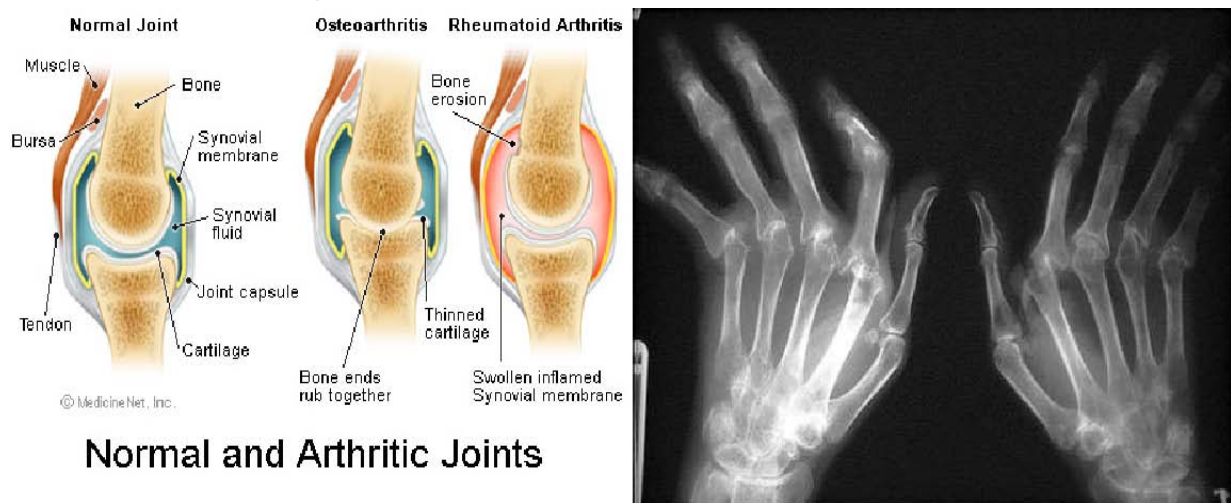 Normal Joint
Muscle
Bone
Bursa
Synovial
membrane
Synovial
fluid
Joint capsule
Tendon
Cartilage
© MedicineNet, Inc.
Osteoarthritis
Thinned
cartilage
Bone ends
rub together
Rheumatoid Arthritis
Bone
erosion
Swollen inflamed
Synovial membrane
Normal and Arthritic Joints